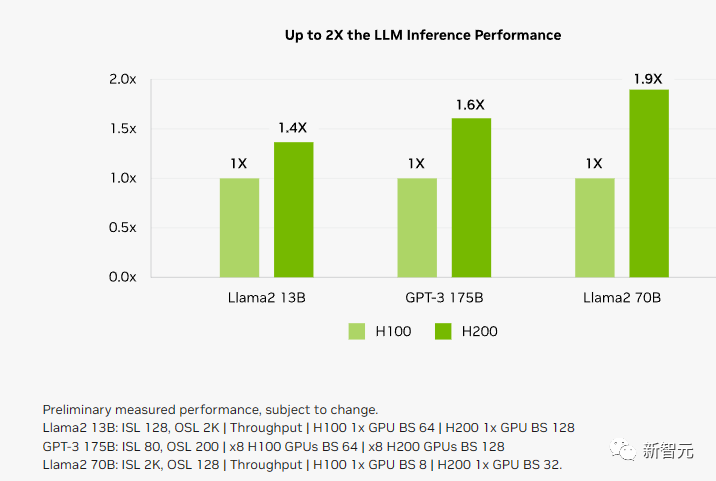 Up to 2X the LLM Inference Performance
2.0x
1.5x
1.0x
0.5x
0.0x
1X
1.4X
1X
1.6X
1X
1.9X
Llama2 13B
GPT-3 175B
Llama2 70B
H100
H200
Preliminary measured performance, subject to change.
Llama2 13B: ISL 128, OSL 2K | Throughput | H100 1x GPU BS 64 | H200 1x GPU BS 128
GPT-3 175B: ISL 80, OSL 200 | x8 H100 GPUs BS 64 | x8 H200 GPUs BS 128
Llama2 70B: ISL 2K, OSL 128 | Throughput | H100 1x GPU BS 8 | H200 1x GPU BS 32.
新智元